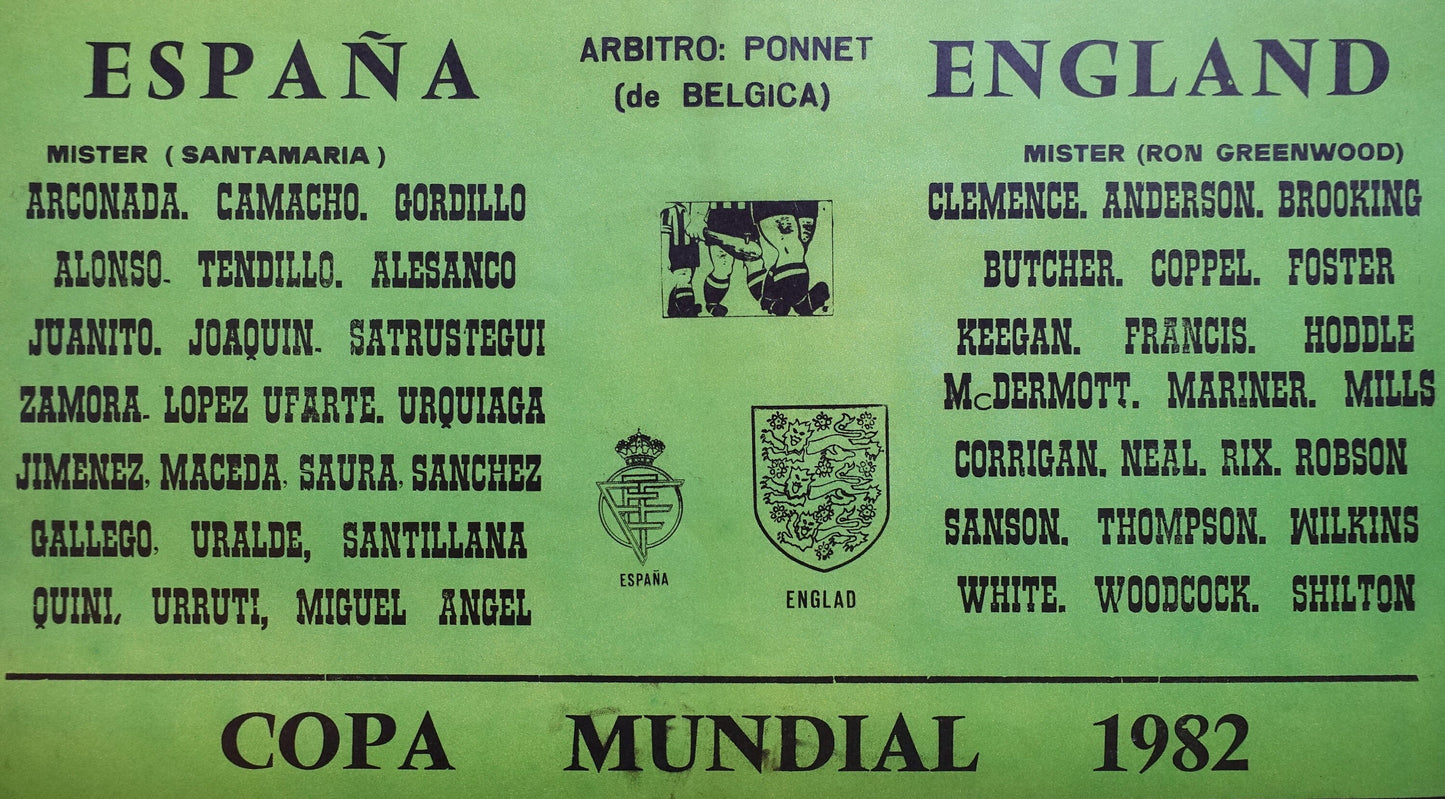 ESPAÑA
MISTER ( SANTAMARIA )
ARCONADA. CAMACHO. GORDILLO
ALONSO. TENDILLO. ALESANCO
JUANITO. JOAQUIN. SATRUSTEGUI
ZAMORA. LOPEZ UFARTE. URQUIAGA
JIMENEZ, MACEDA, SAURA, SANCHEZ
GALLEGO, URALDE, SANTILLANA
QUINI, URRUTI, MIGUEL ANGEL
ARBITRO: PONNET
(de BELGICA)
ESPAÑA
ENGLAD
ENGLAND
MISTER (RON GREENWOOD)
CLEMENCE. ANDERSON. BROOKING
BUTCHER. COPPEL. FOSTER
KEEGAN. FRANCIS. HODDLE
McDERMOTT. MARINER. MILLS
CORRIGAN. NEAL. RIX. ROBSON
SANSON. THOMPSON. WILKINS
WHITE. WOODCOCK. SHILTON
COPA MUNDIAL 1982